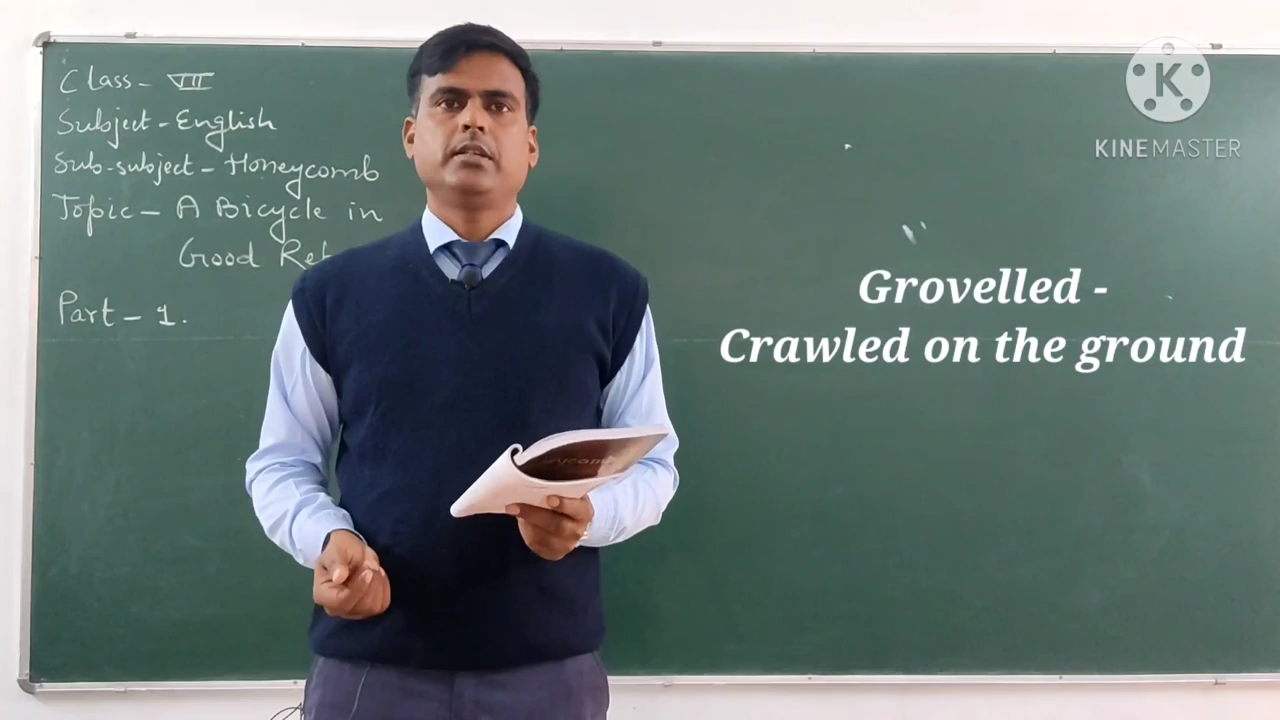 Class - VII
Subject - English
Sub-subject - Honeycomb
Topic - A Bicycle in
Good Re
Part - 1.
K
KINEMASTER
Grovelled -
Crawled on the ground